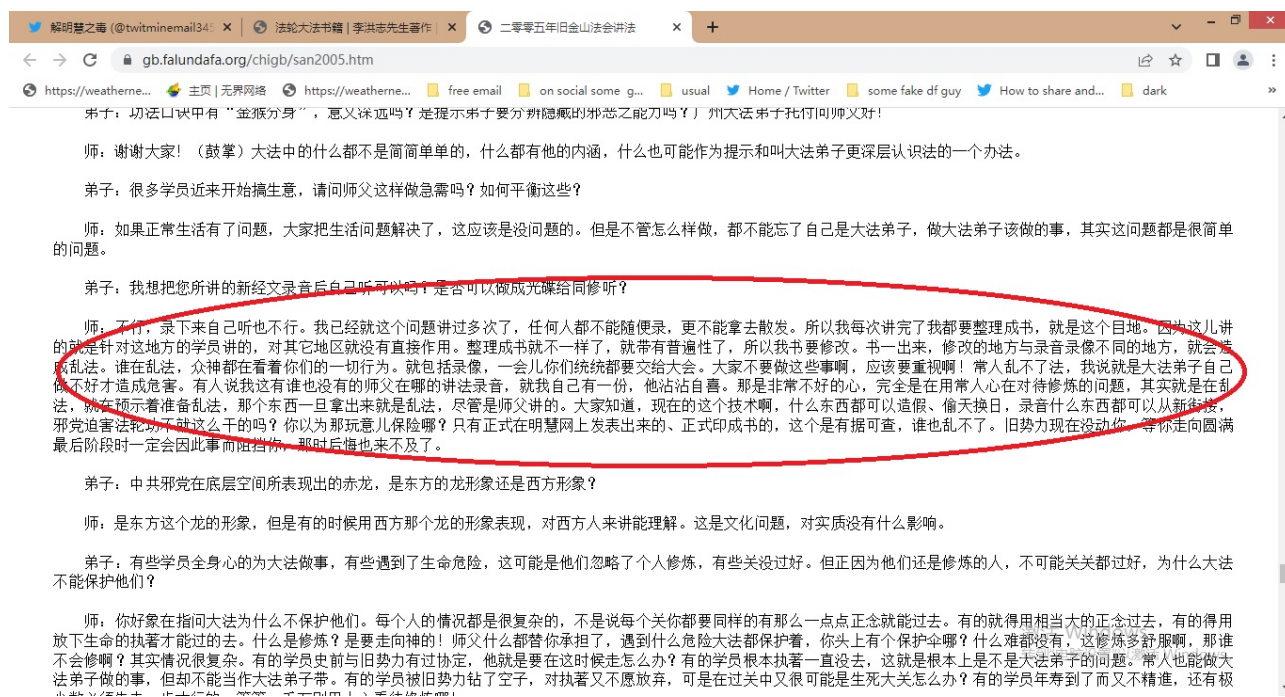 解明慧之毒 (@twitminemail345
法轮大法书籍 | 李洪志先生著作 |
二零零五年旧金山法会讲法
gb.falundafa.org/chigb/san2005.htm
https://weatherne...
主页 | 无界网络
https://weatherne...
free email
on social some g...
usual
Home / Twitter
some fake df guy
How to share and...
dark
»
弟子：功法口诀中有“金猴分身”，意义深远吗？是提示弟子要分辨隐藏的邪恶之能力吗？广州大法弟子托付问师父好！
师：谢谢大家！（鼓掌）大法中的什么都不是简简单单的，什么都有他的内涵，什么也可能作为提示和叫大法弟子更深层认识法的一个办法。
弟子：很多学员近来开始搞生意，请问师父这样做急需吗？如何平衡这些？
师：如果正常生活有了问题，大家把生活问题解决了，这应该是没问题的。但是不管怎么样做，都不能忘了自己是大法弟子，做大法弟子该做的事，其实这问题都是很简单
的问题。
弟子：我想把您所讲的新经文录音后自己听可以吗？是否可以做成光碟给同修听？
师：不行，录下来自己听也不行。我已经就这个问题讲过多次了，任何人都不能随便录，更不能拿去散发。所以我每次讲完了我都要整理成书，就是这个目地。因为这儿讲
的就是针对这地方的学员讲的，对其它地区就没有直接作用。整理成书就不一样了，就带有普遍性了，所以我书要修改。书一出来，修改的地方与录音录像不同的地方，就会造
成乱法。谁在乱法，众神都在看着你们的一切行为。就包括录像，一会儿你们统统都要交给大会。大家不要做这些事啊，应该要重视啊！常人乱不了法，我说就是大法弟子自己
做不好才造成危害。有人说我这有谁也没有的师父在哪的讲法录音，就我自己有一份，他沾沾自喜。那是非常不好的心，完全是在用常人心在对待修炼的问题，其实就是在乱
法，就在预示着准备乱法，那个东西一旦拿出来就是乱法，尽管是师父讲的。大家知道，现在的这个技术啊，什么东西都可以造假、偷天换日，录音什么东西都可以从新衔接，
邪党迫害法轮功不就这么干的吗？你以为那玩意儿保险哪？只有正式在明慧网上发表出来的、正式印成书的，这个是有据可查，谁也乱不了。旧势力现在没动你，等你走向圆满
最后阶段时一定会因此事而阻挡你，那时后悔也来不及了。
弟子：中共邪党在底层空间所表现出的赤龙，是东方的龙形象还是西方形象？
师：是东方这个龙的形象，但是有的时候用西方那个龙的形象表现，对西方人来讲能理解。这是文化问题，对实质没有什么影响。
弟子：有些学员全身心的为大法做事，有些遇到了生命危险，这可能是他们忽略了个人修炼，有些关没过好。但正因为他们还是修炼的人，不可能关关都过好，为什么大法
不能保护他们？
师：你好象在指问大法为什么不保护他们。每个人的情况都是很复杂的，不是说每个关你都要同样的有那么一点点正念就能过去。有的就得用相当大的正念过去，有的得用
放下生命的执著才能过的去。什么是修炼？是要走向神的！师父什么都替你承担了，遇到什么危险大法都保护着，你头上有个保护伞哪？什么难都没有，这修炼多舒服啊，那谁
不会修啊？其实情况很复杂。有的学员史前与旧势力有过协定，他就是要在这时候走怎么办？有的学员根本执著一直没去，这就是根本上是不是大法弟子的问题。常人也能做大
法弟子做的事，但却不能当作大法弟子带。有的学员被旧势力钻了空子，对执著又不愿放弃，可是在过关中又很可能是生死大关怎么办？有的学员年寿到了而又不精進，还有极